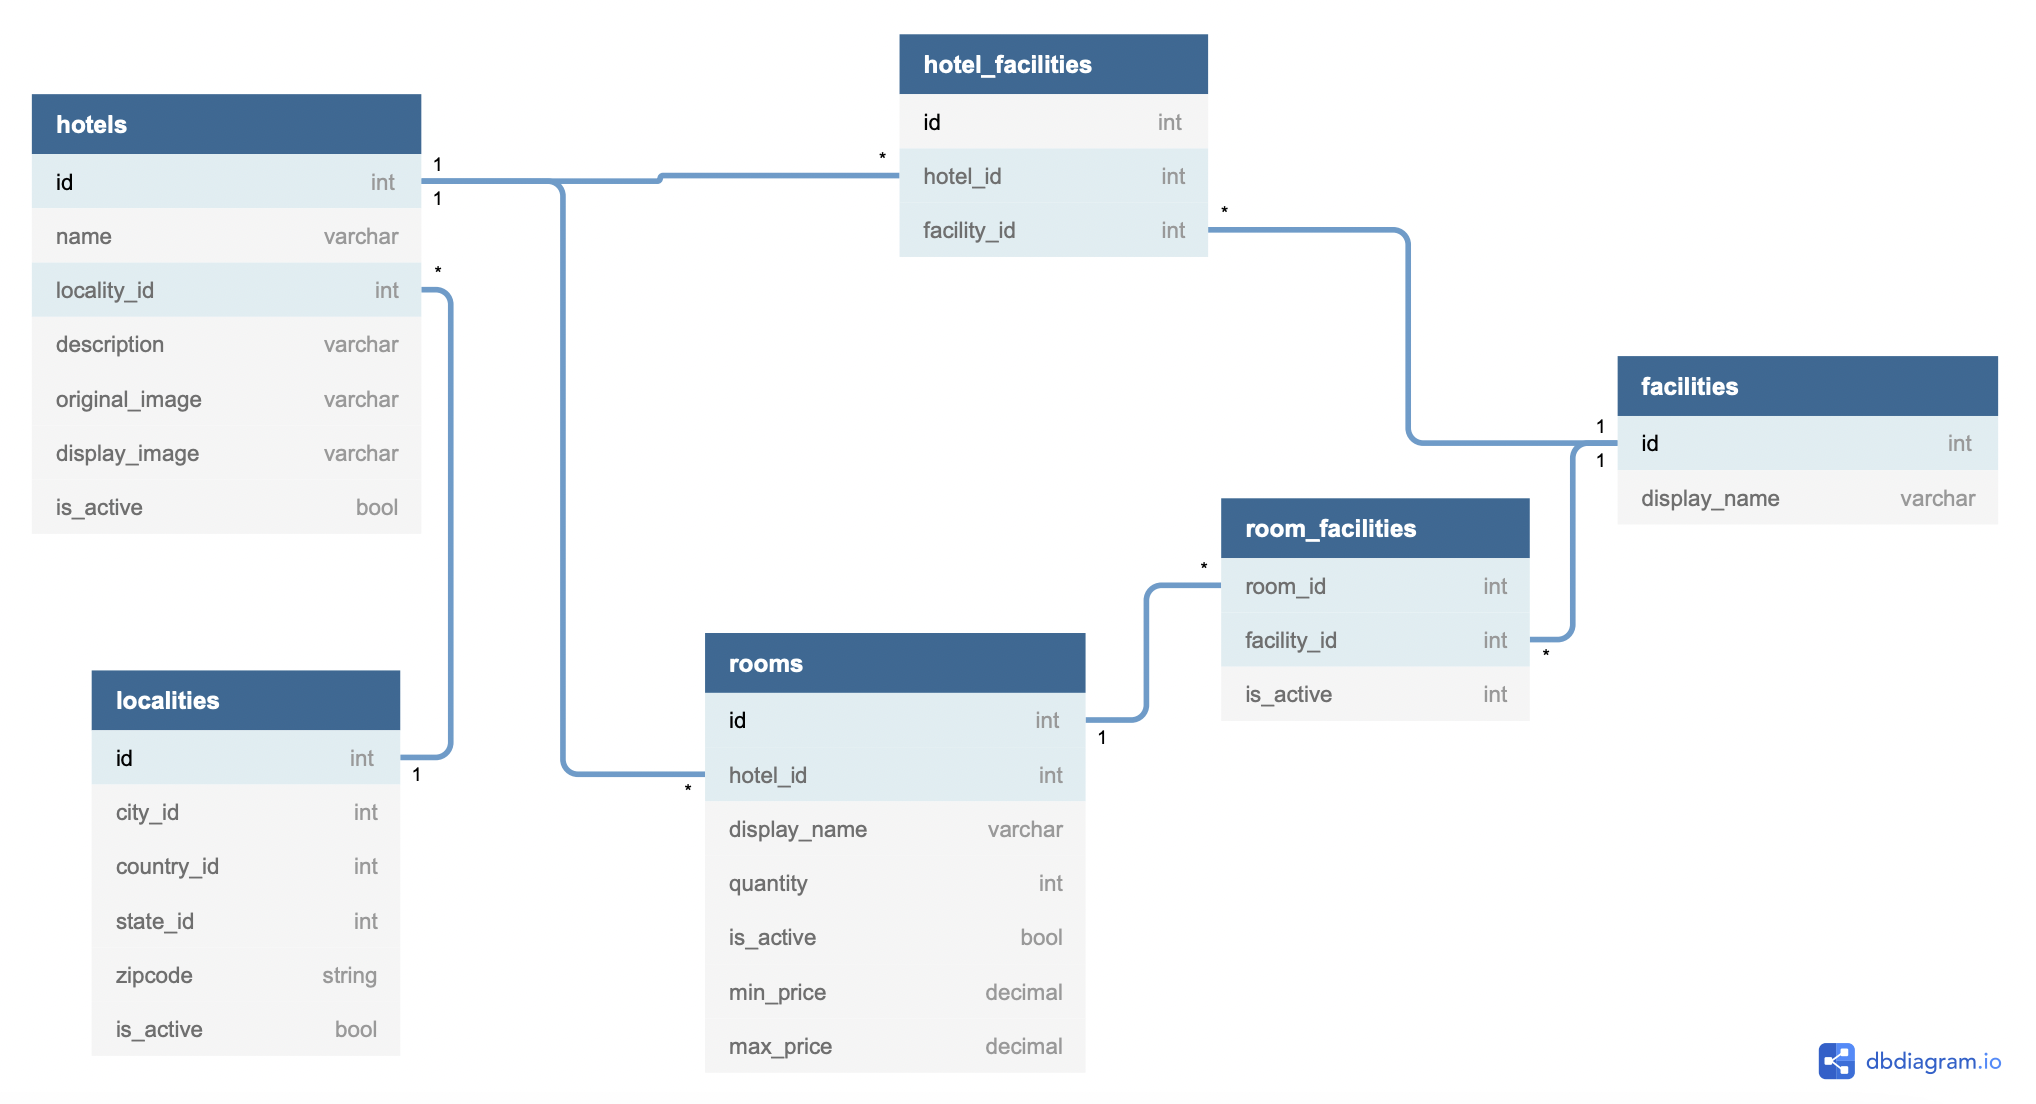 hotels
id int
name varchar
locality_id int
description varchar
original_image varchar
display_image varchar
is_active bool
1
1
*
hotel_facilities
id int
hotel_id int
facility_id int
*
*
facilities
id int
display_name varchar
1
1
room_facilities
room_id int
facility_id int
is_active int
*
*
rooms
id int
hotel_id int
display_name varchar
quantity int
is_active bool
min_price decimal
max_price decimal
1
*
localities
id int
city_id int
country_id int
state_id int
zipcode string
is_active bool
1
dbdiagram.io